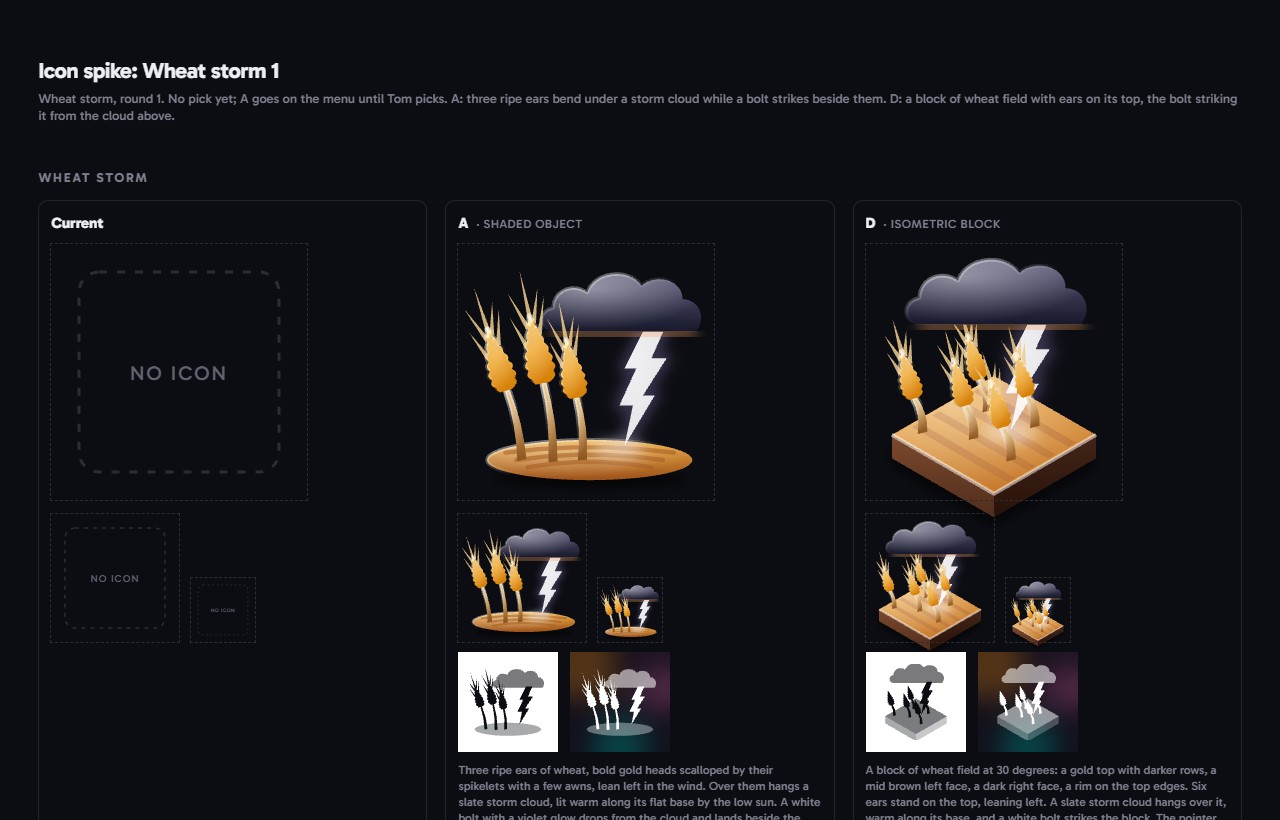 Icon spike: Wheat storm 1
Wheat storm, round 1. No pick yet; A goes on the menu until Tom picks. A: three ripe ears bend under a storm cloud while a bolt strikes beside them. D: a block of wheat field with ears on its top, the bolt striking
it from the cloud above.
WHEAT STORM
Current
NO ICON
NO ICON
NO ICON
A · SHADED OBJECT
Three ripe ears of wheat, bold gold heads scalloped by their
spikelets with a few awns, lean left in the wind. Over them hangs a
slate storm cloud, lit warm along its flat base by the low sun. A white
bolt with a violet glow drops from the cloud and lands beside the
D · ISOMETRIC BLOCK
A block of wheat field at 30 degrees: a gold top with darker rows, a
mid brown left face, a dark right face, a rim on the top edges. Six
ears stand on the top, leaning left. A slate storm cloud hangs over it,
warm along its base, and a white bolt strikes the block. The pointer